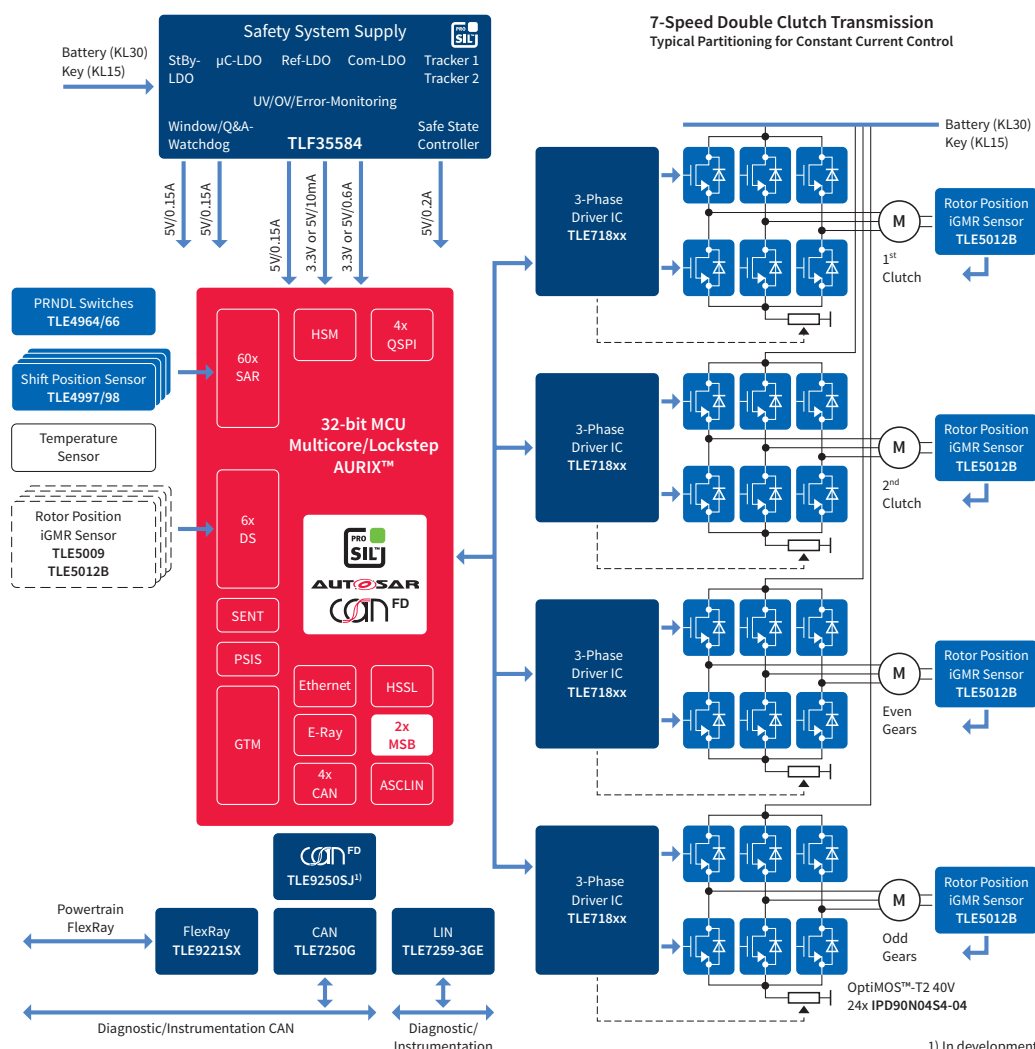 7-Speed Double Clutch Transmission
Typical Partitioning for Constant Current Control
Battery (KL30)
Key (KL15)
Safety System Supply
PRO
SIL™
StBy-
LDO
µC-LDO
Ref-LDO
Com-LDO
Tracker 1
Tracker 2
UV/OV/Error-Monitoring
Window/Q&A-
Watchdog
TLF35584
Safe State
Controller
5V/0.15A
5V/0.15A
5V/0.15A
3.3V or 5V/10mA
3.3V or 5V/0.6A
5V/0.2A
PRNDL Switches
TLE4964/66
Shift Position Sensor
TLE4997/98
Temperature
Sensor
Rotor Position
iGMR Sensor
TLE5009
TLE5012B
60x
SAR
HSM
4x
QSPI
32-bit MCU
Multicore/Lockstep
AURIX™
6x
DS
PRO
SIL™
AUTOSAR
CAN FD
SENT
PSIS
GTM
Ethernet
HSSL
E-Ray
2x
MSB
4x
CAN
ASCLIN
CAN FD
TLE9250SJ1)
Powertrain
FlexRay
FlexRay
TLE9221SX
CAN
TLE7250G
LIN
TLE7259-3GE
Diagnostic/Instrumentation CAN
Diagnostic/
Instrumentation
Battery (KL30)
Key (KL15)
3-Phase
Driver IC
TLE718xx
M
1st
Clutch
Rotor Position
iGMR Sensor
TLE5012B
3-Phase
Driver IC
TLE718xx
M
2nd
Clutch
Rotor Position
iGMR Sensor
TLE5012B
3-Phase
Driver IC
TLE718xx
M
Even
Gears
Rotor Position
iGMR Sensor
TLE5012B
3-Phase
Driver IC
TLE718xx
M
Odd
Gears
Rotor Position
iGMR Sensor
TLE5012B
OptiMOS™-T2 40V
24x IPD90N04S4-04
1) In development